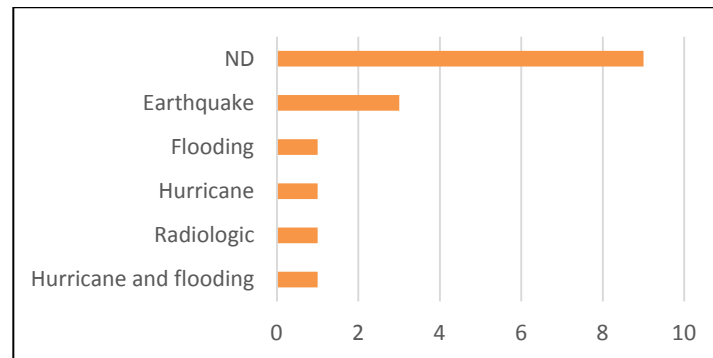 ND
Earthquake
Flooding
Hurricane
Radiologic
Hurricane and flooding
0 2 4 6 8 10